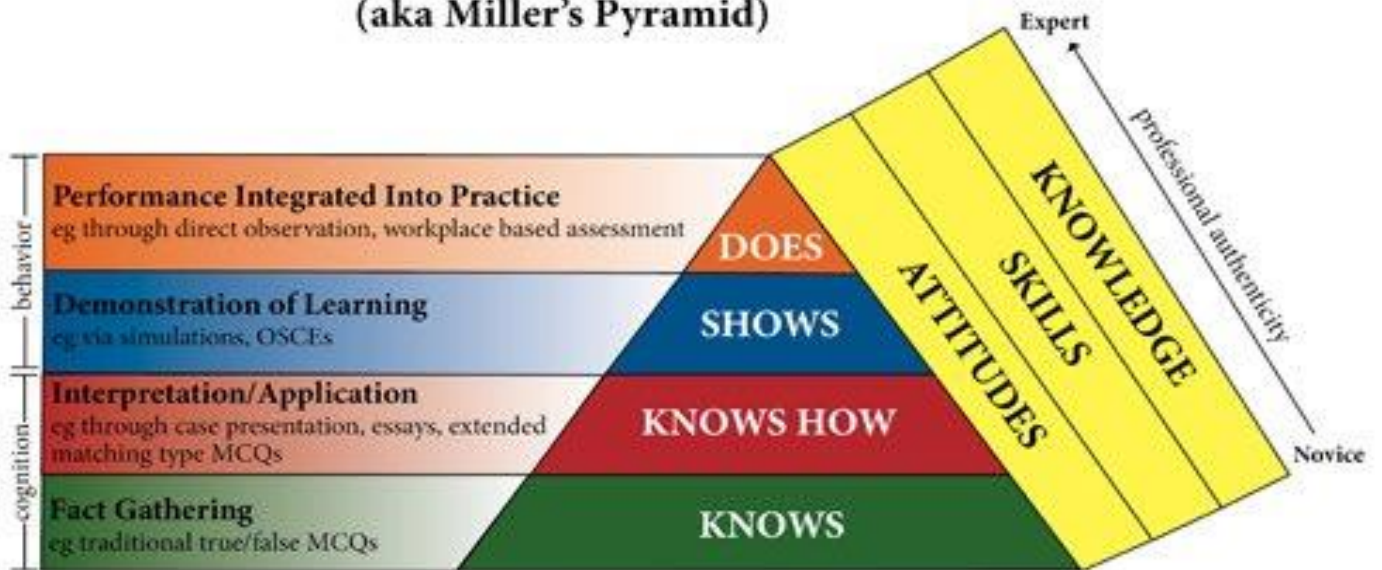 (aka Miller's Pyramid)
Expert
professional authenticity
Novice
KNOWLEDGE
SKILLS
ATTITUDES
behavior
Performance Integrated Into Practice
eg through direct observation, workplace based assessment
DOES
Demonstration of Learning
eg via simulations, OSCEs
SHOWS
cognition
Interpretation/Application
eg through case presentation, essays, extended
matching type MCQs
KNOWS HOW
Fact Gathering
eg traditional true/false MCQs
KNOWS